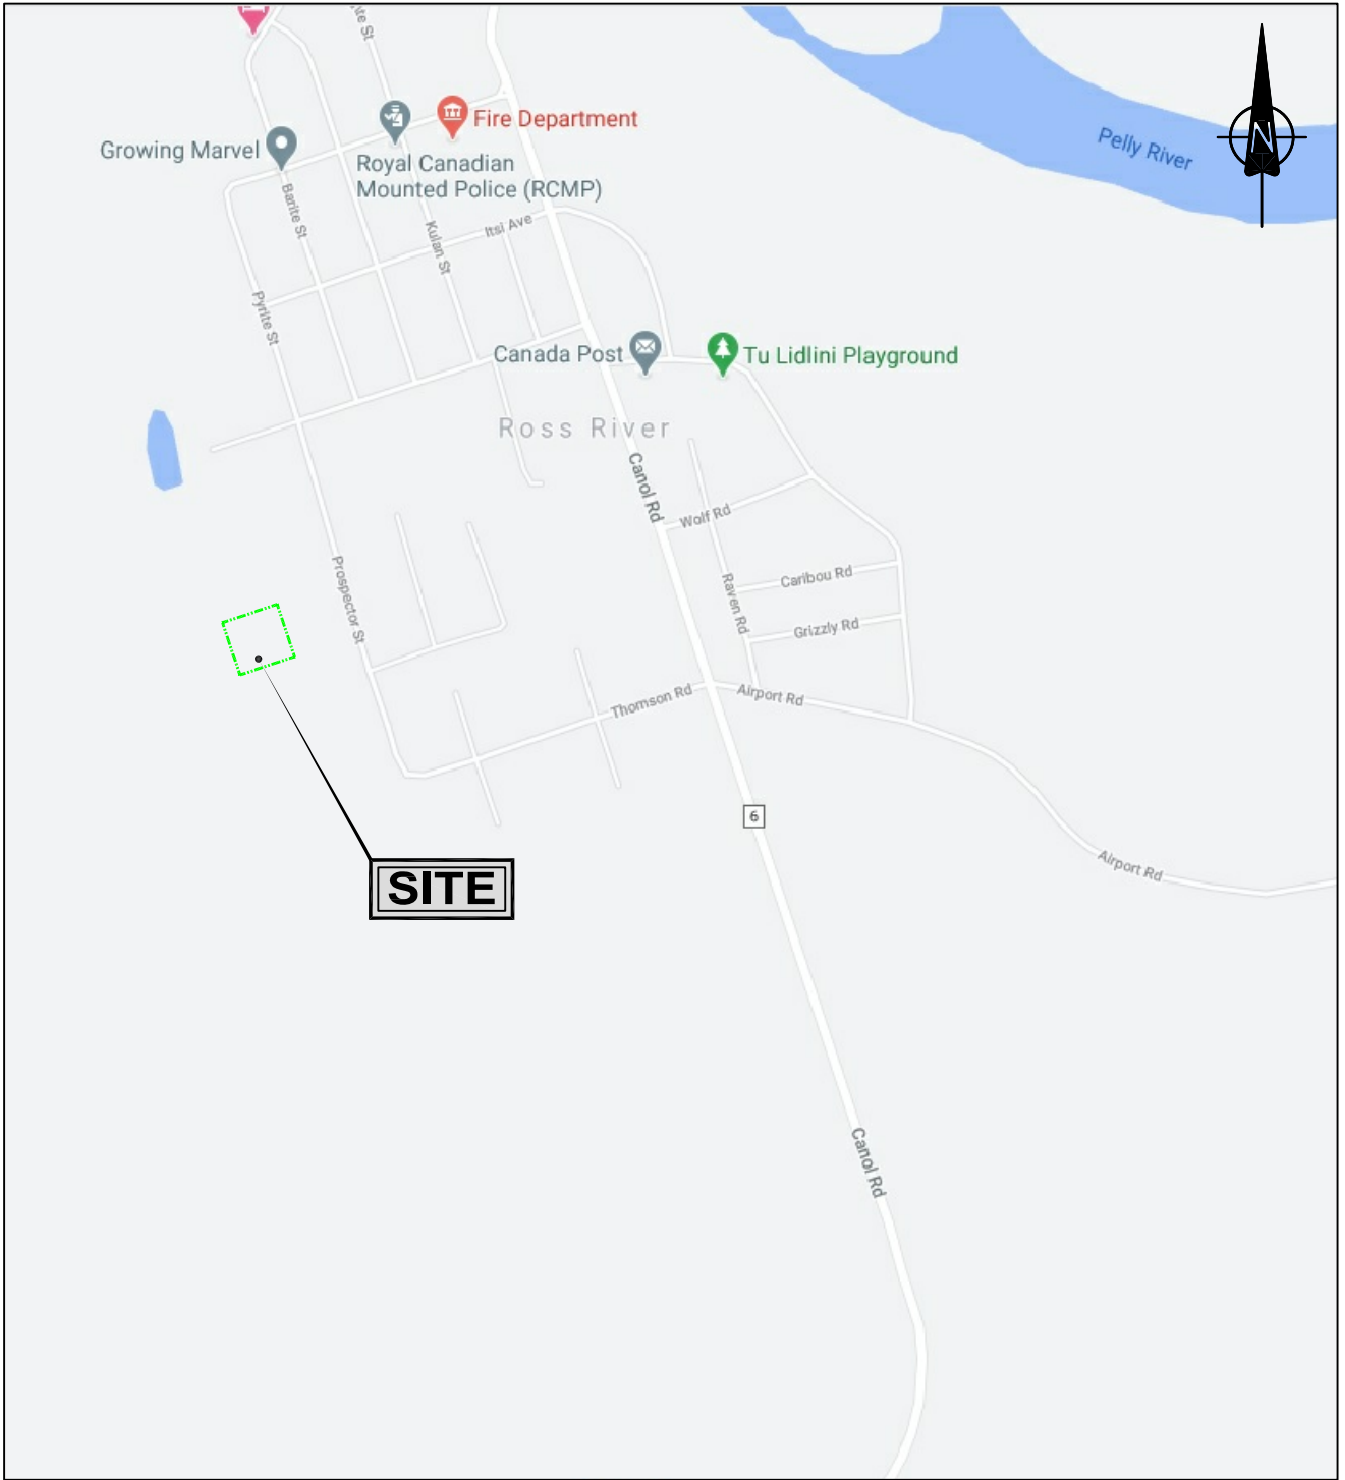 te St
Fire Department
N
Pelly River
Growing Marvel
Royal Canadian
Mounted Police (RCMP)
Barite St
Kulan St
Itsi Ave
Pyrite St
Canada Post
Tu Lidlini Playground
Ross River
Canol Rd
Wolf Rd
Prospector St
Raven Rd
Caribou Rd
Grizzly Rd
Thomson Rd
Airport Rd
6
Airport Rd
SITE
Canol Rd